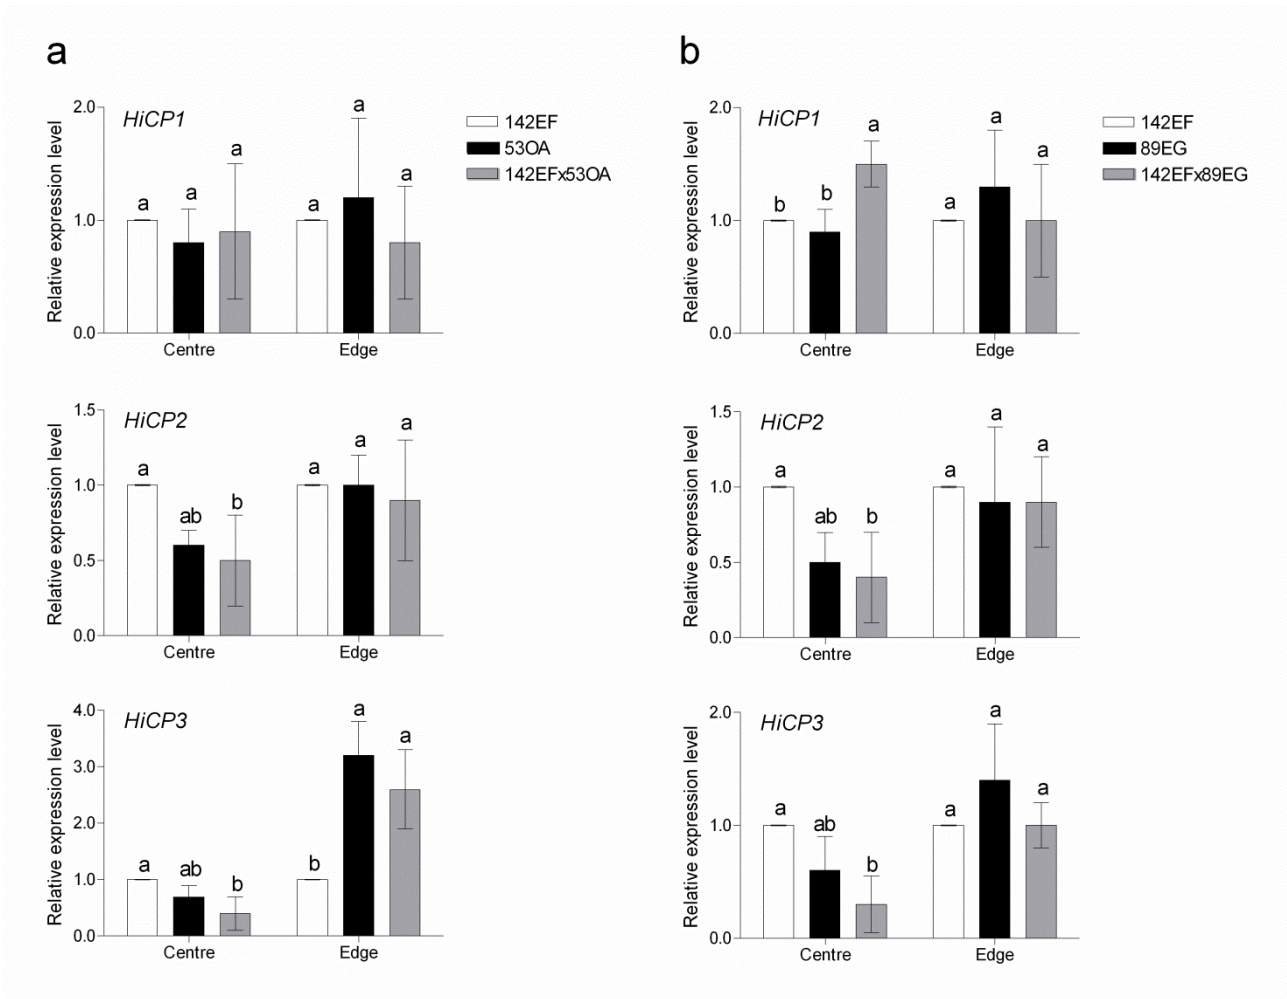 a
HiCP1
Relative expression level
2.0
1.0
0.0
a a a
a a a
Centre Edge
142EF
53OA
142EFx53OA
HiCP2
Relative expression level
1.5
1.0
0.5
0.0
a ab b
a a a
Centre Edge
HiCP3
Relative expression level
4.0
3.0
2.0
1.0
0.0
a ab b
b a a
Centre Edge
b
HiCP1
Relative expression level
2.0
1.0
0.0
b b a
a a a
Centre Edge
142EF
89EG
142EFx89EG
HiCP2
Relative expression level
1.5
1.0
0.5
0.0
a ab b
a a a
Centre Edge
HiCP3
Relative expression level
2.0
1.0
0.0
a ab b
a a a
Centre Edge